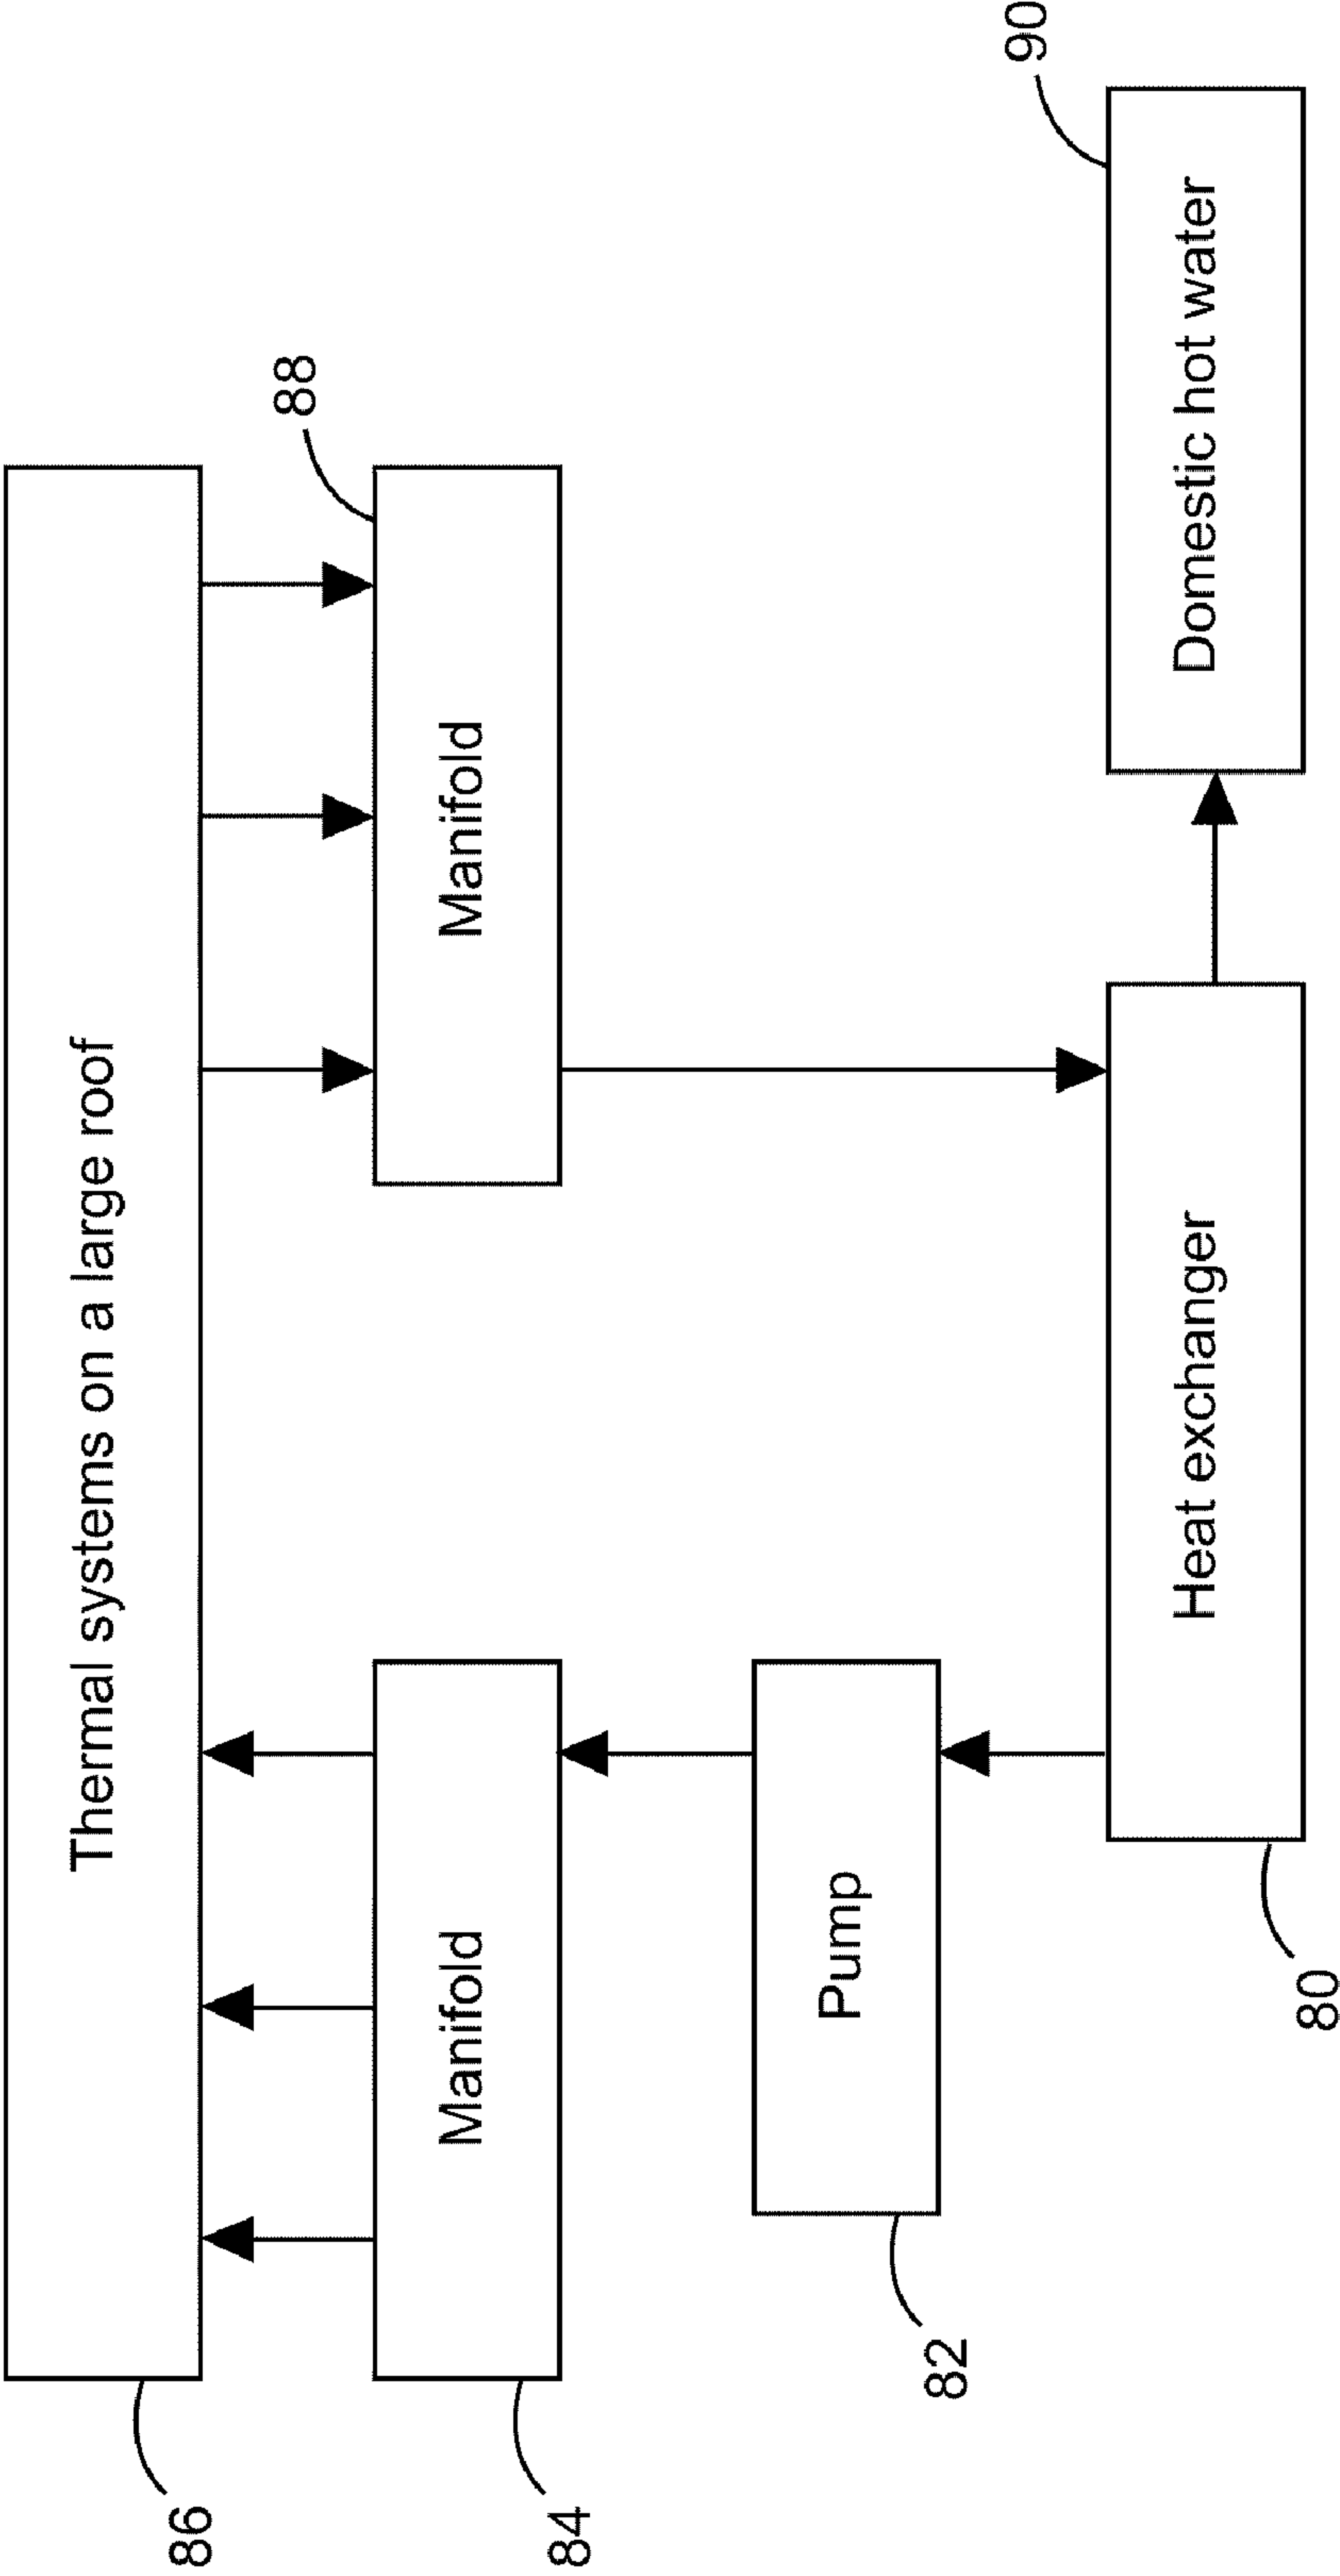 Thermal systems on a large roof
86
Manifold
84
Manifold
88
Pump
82
Heat exchanger
80
Domestic hot water
90